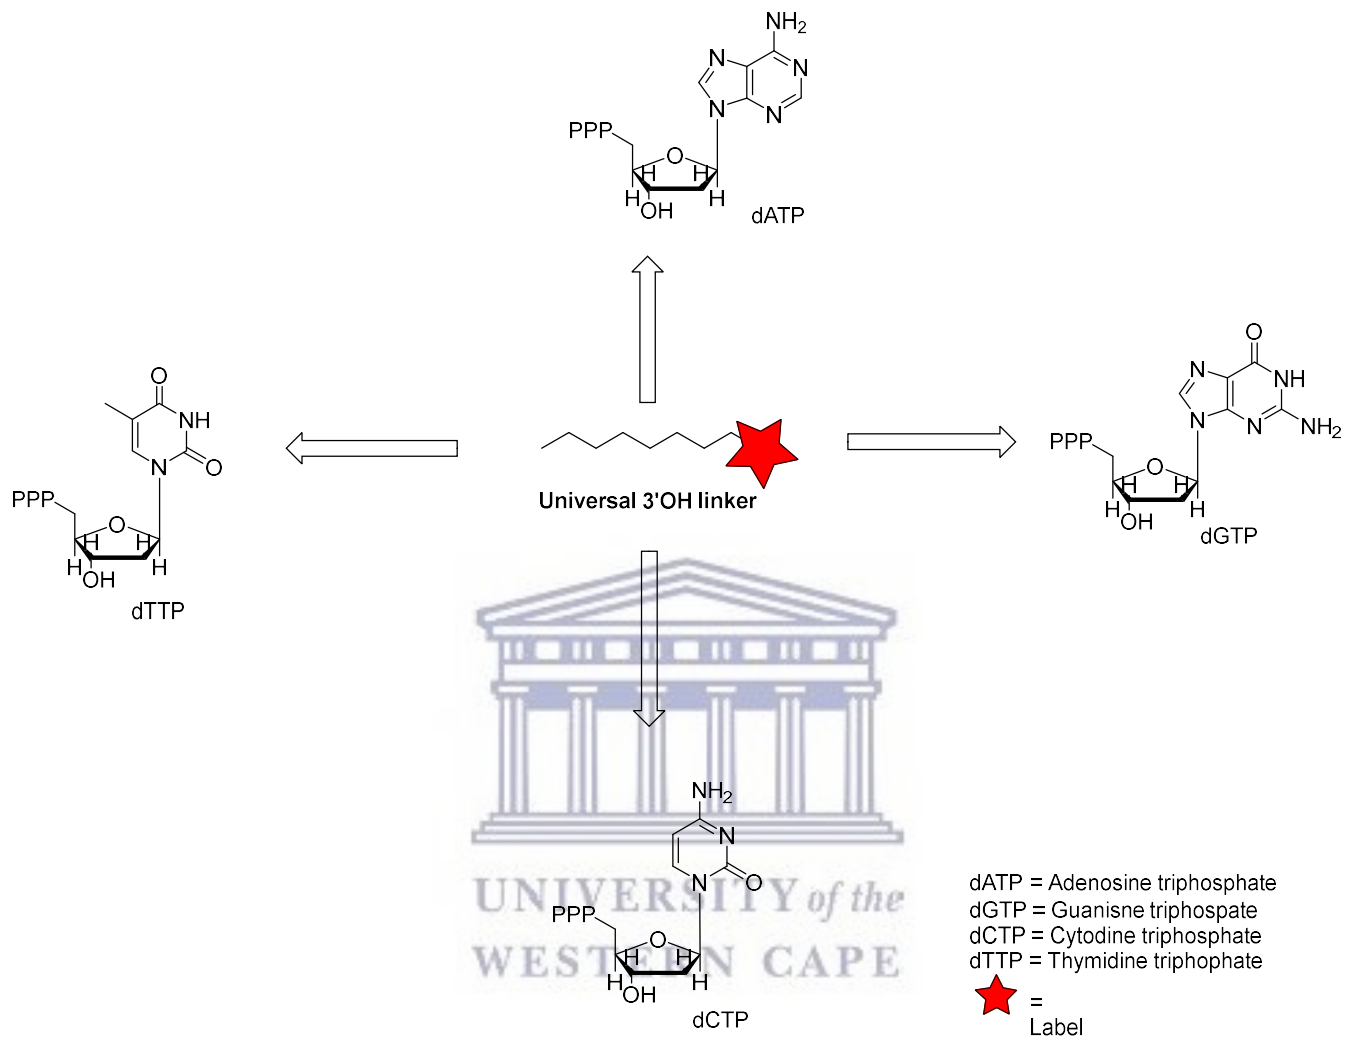 NH₂
N
N
N
N
PPP
O
H H
H H
OH
dATP
O
N
NH
N
N
NH₂
PPP
O
H H
H H
OH
dGTP
O
NH
N
O
PPP
O
H H
H H
OH
dTTP
Universal 3'OH linker
NH₂
N
N
O
UNIVERSITY of the
PPP
O
WESTERN CAPE
H H
H H
OH
dCTP
dATP = Adenosine triphosphate
dGTP = Guanisne triphospate
dCTP = Cytodine triphosphate
dTTP = Thymidine triphophate
=
Label